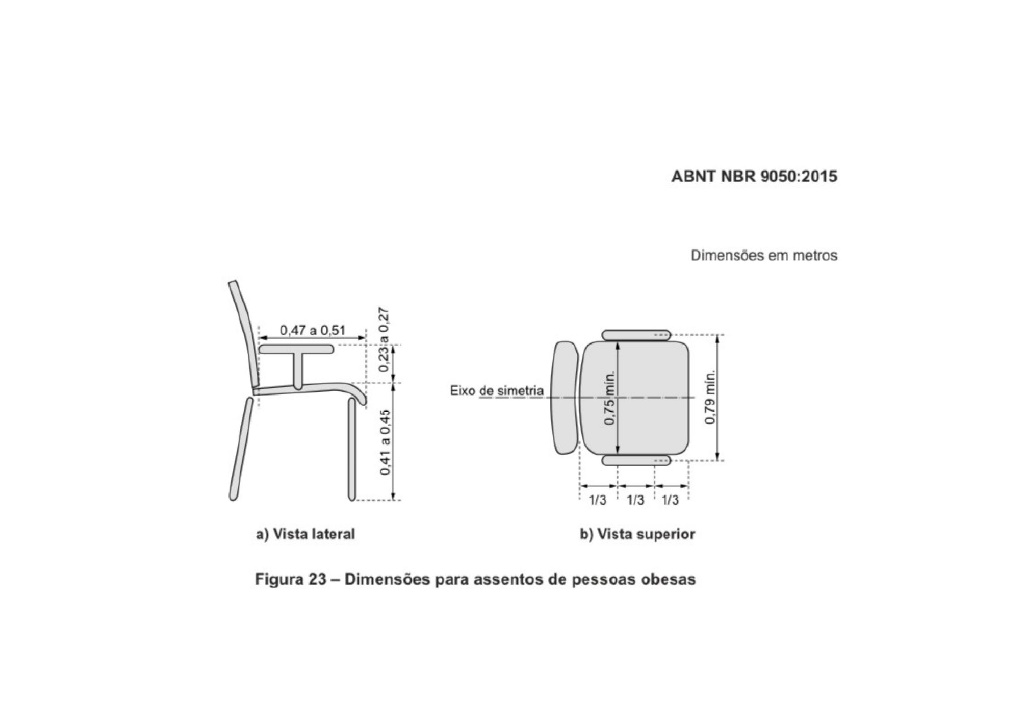 ABNT NBR 9050:2015
Dimensões em metros
0,47 a 0,51
0,23 a 0,27
0,41 a 0,45
Eixo de simetria
0,75 mín.
0,79 mín.
1/3 1/3 1/3
a) Vista lateral
b) Vista superior
Figura 23 – Dimensões para assentos de pessoas obesas